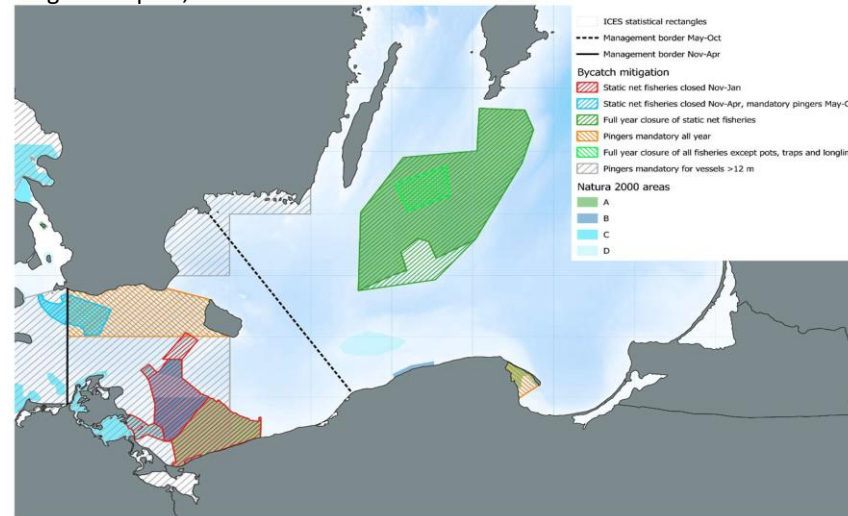 ICES statistical rectangles
Management border May-Oct
Management border Nov-Apr
Bycatch mitigation
Static net fisheries closed Nov-Jan
Static net fisheries closed Nov-Apr, mandatory pingers May-O
Full year closure of static net fisheries
Pingers mandatory all year
Full year closure of all fisheries except pots, traps and longlin
Pingers mandatory for vessels >12 m
Natura 2000 areas
A
B
C
D